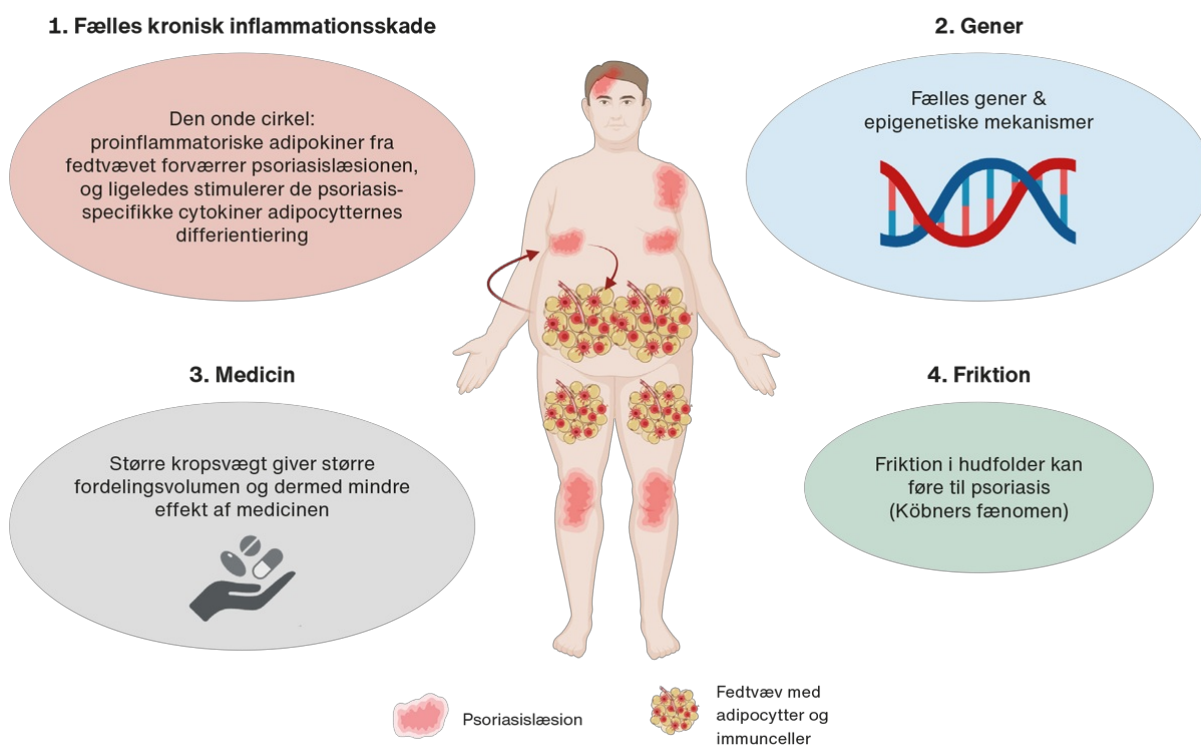 1. Fælles kronisk inflammationsskade
Den onde cirkel:
proinflammatoriske adipokiner fra
fedtvævet forværrer psoriasislæsionen,
og ligeledes stimulerer de psoriasis-
specifikke cytokiner adipocytternes
differientiering
2. Gener
Fælles gener &
epigenetiske mekanismer
3. Medicin
Større kropsvægt giver større
fordelingsvolumen og dermed mindre
effekt af medicinen
4. Friktion
Friktion i hudfolder kan
føre til psoriasis
(Köbners fænomen)
Psoriasislæsion
Fedtvæv med
adipocytter og
immunceller